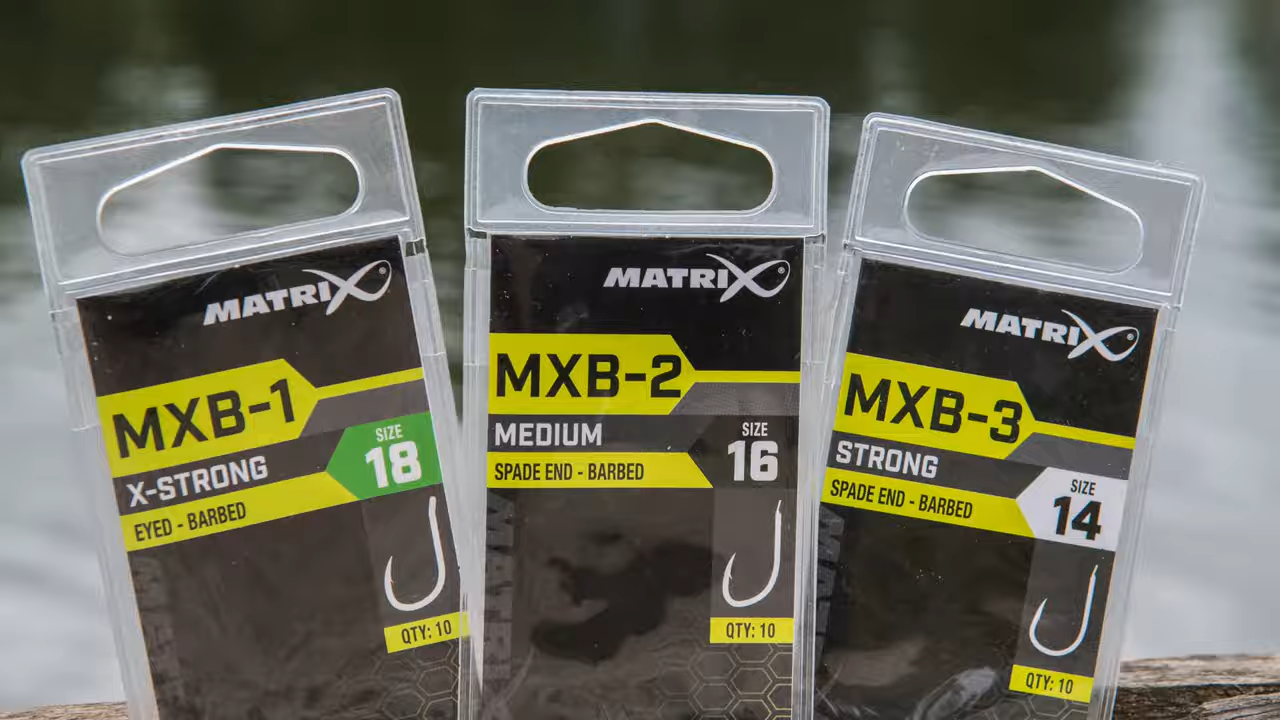 MATRIX
MXB-1
X-STRONG
SIZE
18
EYED - BARBED
QTY: 10
MATRIX
MXB-2
MEDIUM
SIZE
16
SPADE END - BARBED
QTY: 10
MATRIX
MXB-3
STRONG
SIZE
14
SPADE END - BARBED
QTY: 10